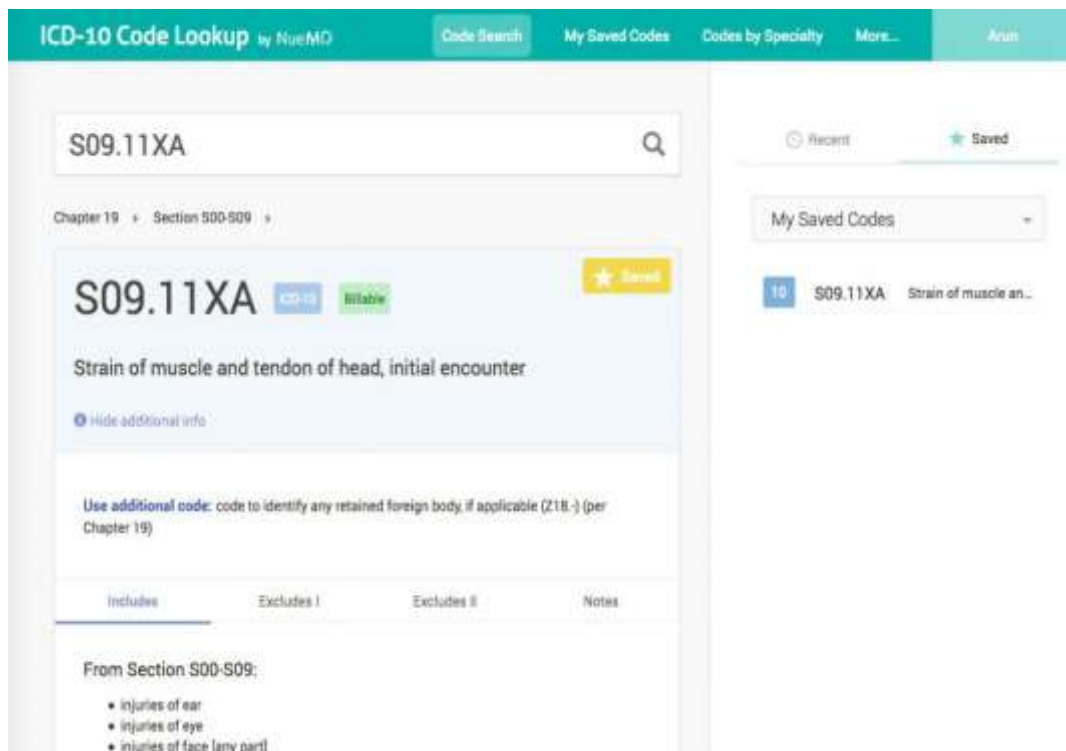 ICD-10 Code Lookup by NueMD
Code Search
My Saved Codes
Codes by Specialty
More...
Arun
S09.11XA
Recent
Saved
Chapter 19 › Section S00-S09 ›
My Saved Codes
S09.11XA ICD-10 Billable
Saved
10 S09.11XA Strain of muscle an...
Strain of muscle and tendon of head, initial encounter
Hide additional info
Use additional code: code to identify any retained foreign body, if applicable (Z18.-) (per
Chapter 19)
Includes
Excludes I
Excludes II
Notes
From Section S00-S09:
• injuries of ear
• injuries of eye
• injuries of face [any part]